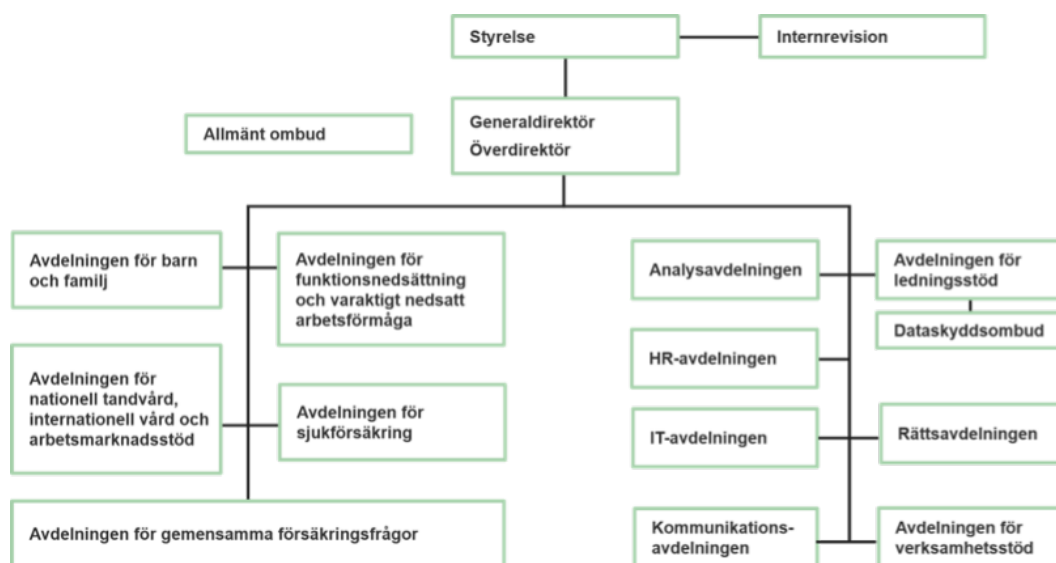 Styrelse
Internrevision
Allmänt ombud
Generaldirektör
Överdirektör
Avdelningen för barn
och familj
Avdelningen för
funktionsnedsättning
och varaktigt nedsatt
arbetsförmåga
Avdelningen för
nationell tandvård,
internationell vård och
arbetsmarknadsstöd
Avdelningen för
sjukförsäkring
Avdelningen för gemensamma försäkringsfrågor
Analysavdelningen
Avdelningen för
ledningsstöd
Dataskyddsombud
HR-avdelningen
IT-avdelningen
Rättsavdelningen
Kommunikations-
avdelningen
Avdelningen för
verksamhetsstöd